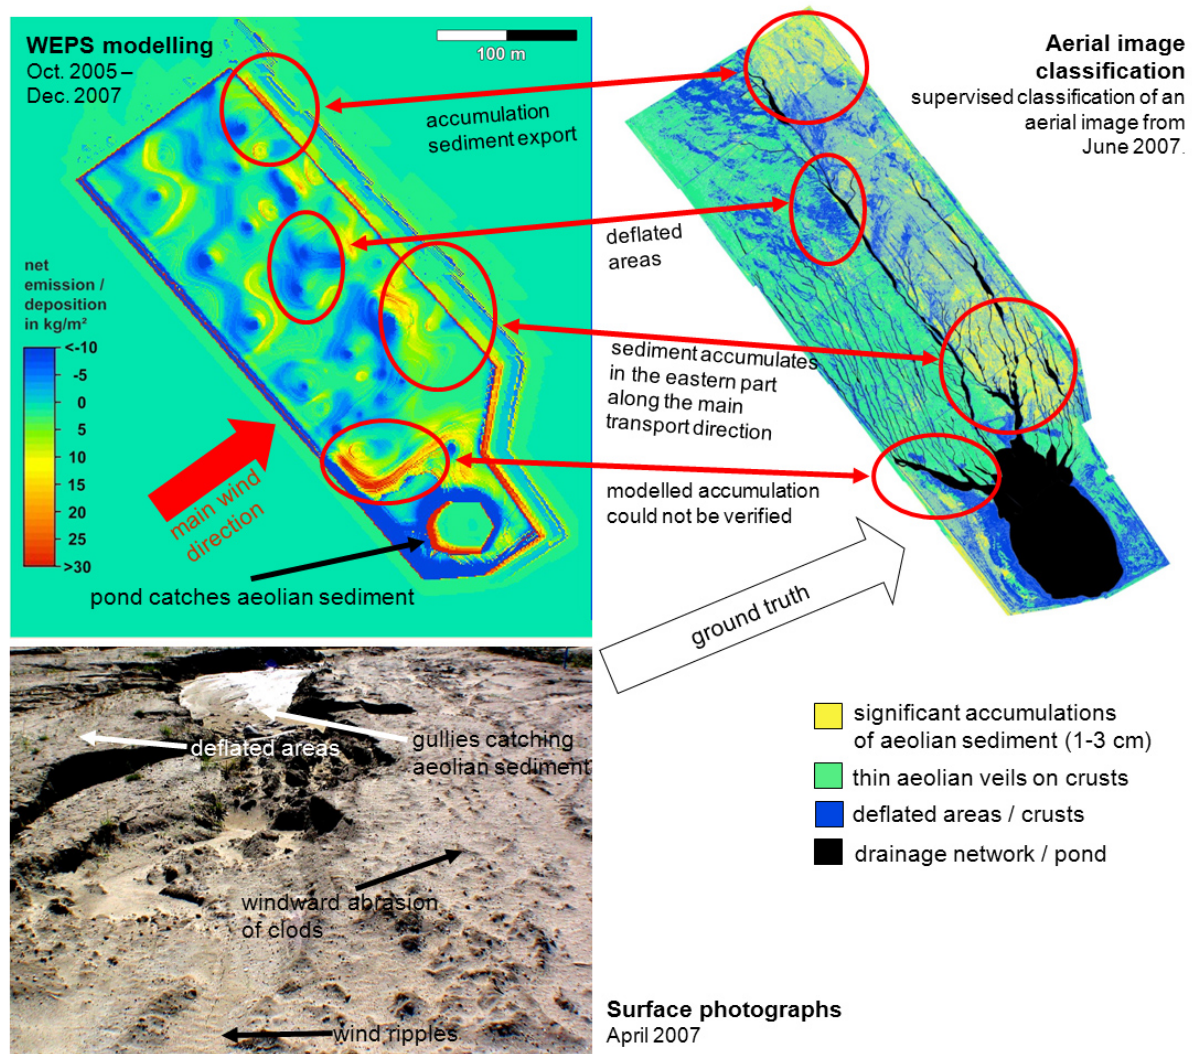 WEPS modelling
Oct. 2005 –
Dec. 2007
100 m
accumulation
sediment export
Aerial image
classification
supervised classification of an
aerial image from
June 2007.
deflated
areas
net
emission /
deposition
in kg/m²
<-10
-5
0
5
10
15
20
25
>30
sediment accumulates
in the eastern part
along the main
transport direction
main wind
direction
modelled accumulation
could not be verified
pond catches aeolian sediment
ground truth
deflated areas
gullies catching
aeolian sediment
windward abrasion
of clods
wind ripples
significant accumulations
of aeolian sediment (1-3 cm)
thin aeolian veils on crusts
deflated areas / crusts
drainage network / pond
Surface photographs
April 2007